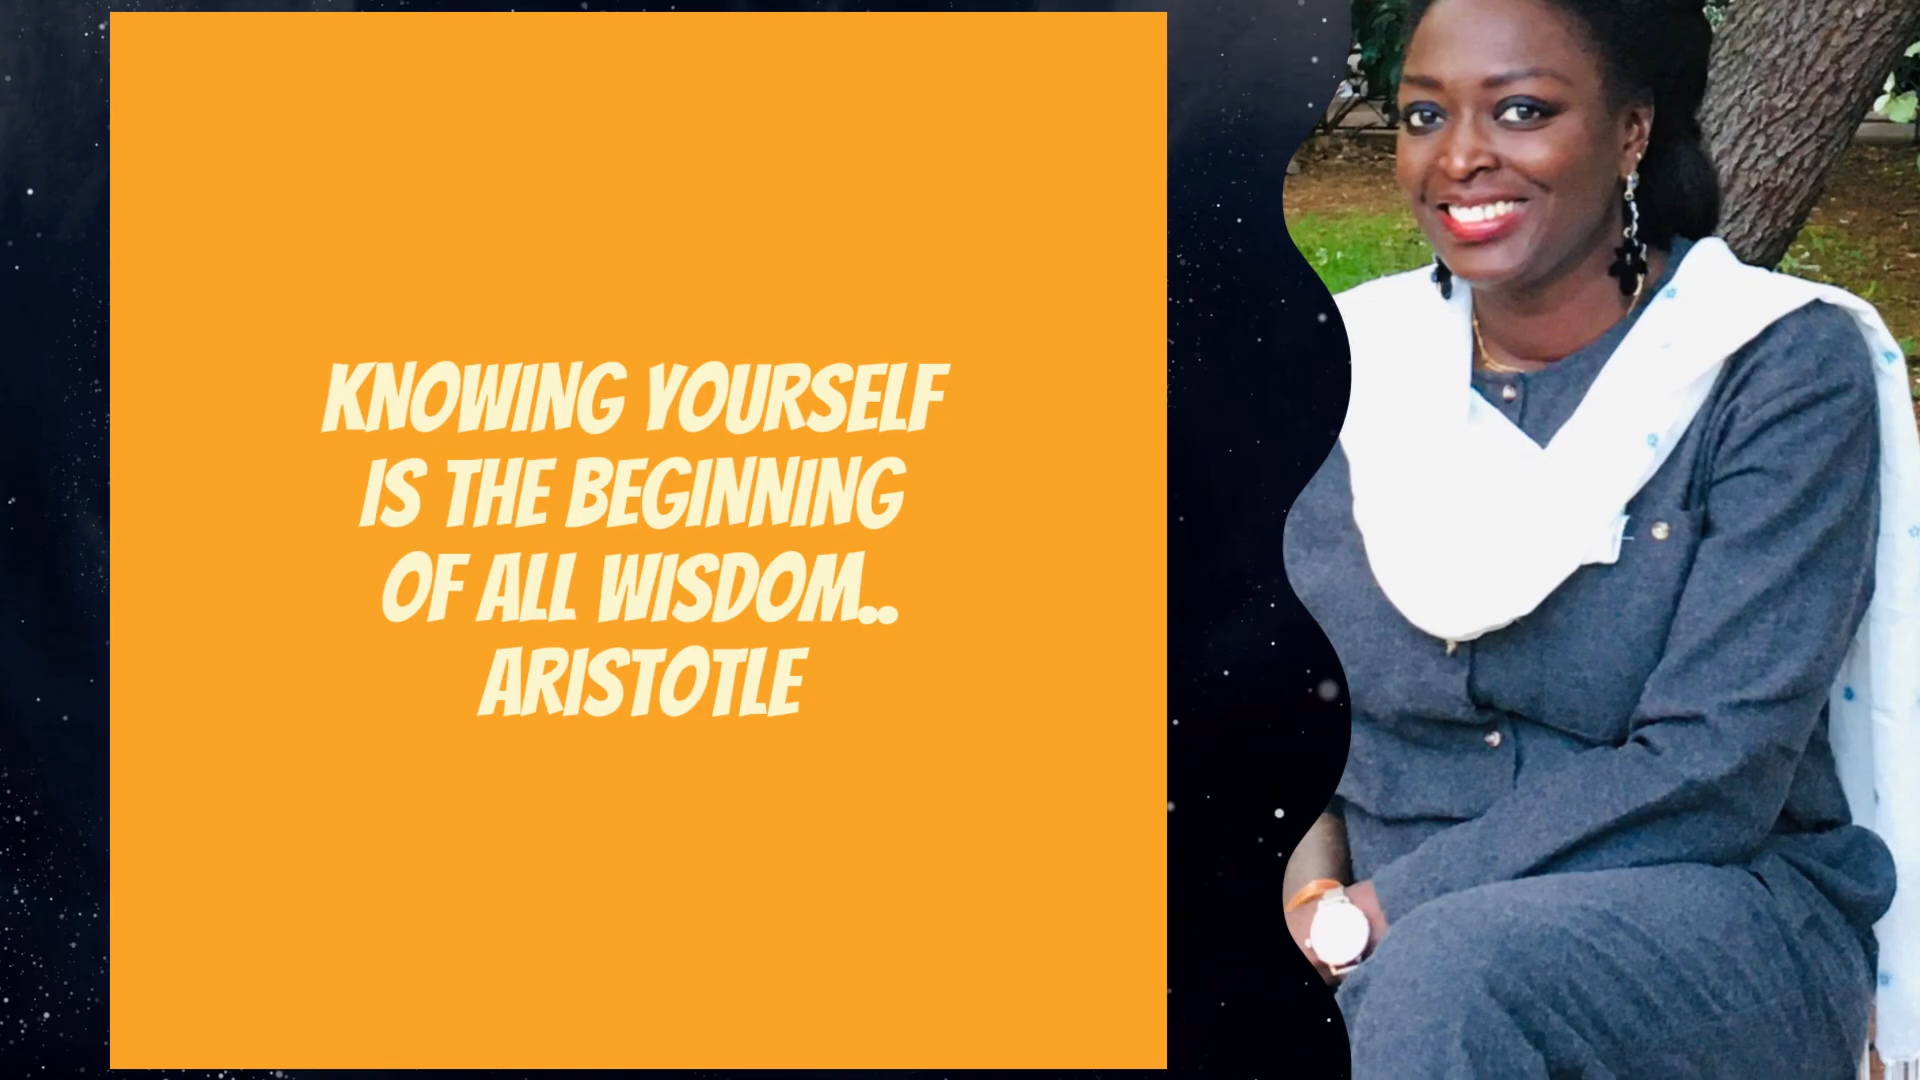 KNOWING YOURSELF
IS THE BEGINNING
OF ALL WISDOM..
ARISTOTLE